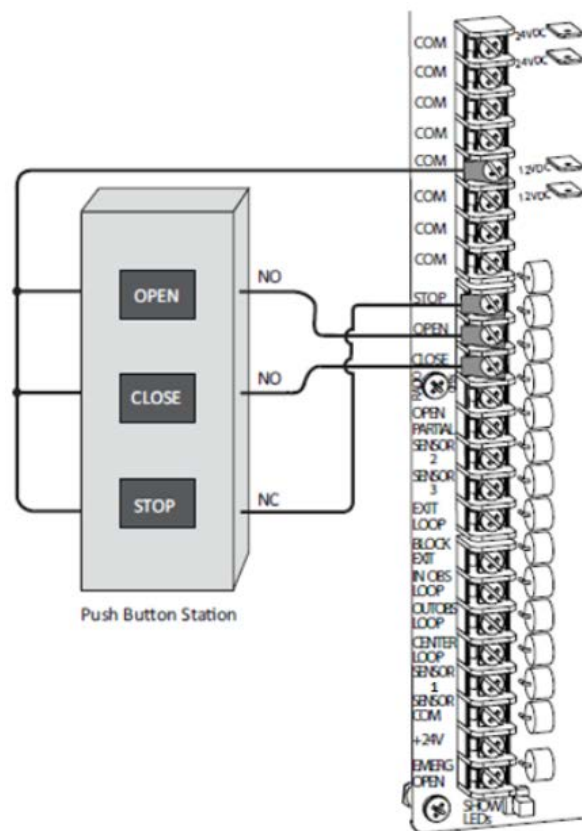 COM
24VDC
COM
24VDC
COM
COM
COM
12VDC
COM
12VDC
COM
COM
STOP
OPEN
CLOSE
RADIO
OPEN
PARTIAL
SENSOR
2
SENSOR
3
EXIT
LOOP
BLOCK
EXIT
IN OBS
LOOP
OUTOBS
LOOP
CENTER
LOOP
SENSOR
1
SENSOR
COM
+24V
EMERG
OPEN
SHOW
LEDs
OPEN
NO
CLOSE
NO
STOP
NC
Push Button Station